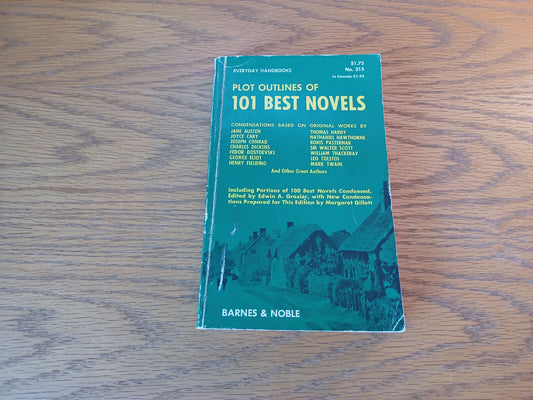 EVERYDAY HANDBOOKS
$1.75
No. 215
In Canada $1.95
PLOT OUTLINES OF
101 BEST NOVELS
CONDENSATIONS BASED ON ORIGINAL WORKS BY
JANE AUSTEN
JOYCE CARY
JOSEPH CONRAD
CHARLES DICKENS
FEDOR DOSTOEVSKI
GEORGE ELIOT
HENRY FIELDING
THOMAS HARDY
NATHANIEL HAWTHORNE
BORIS PASTERNAK
SIR WALTER SCOTT
WILLIAM THACKERAY
LEO TOLSTOI
MARK TWAIN
And Other Great Authors
Including Portions of 100 Best Novels Condensed,
Edited by Edwin A. Grozier, with New Condensa-
tions Prepared for This Edition by Margaret Gillett
BARNES & NOBLE